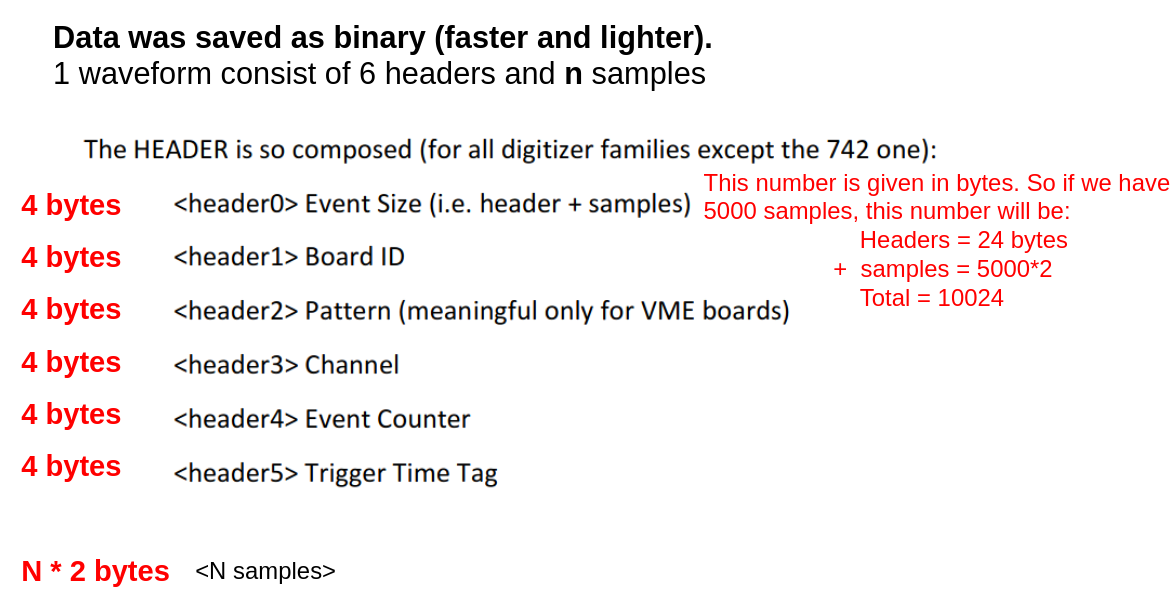 Data was saved as binary (faster and lighter).
1 waveform consist of 6 headers and n samples
The HEADER is so composed (for all digitizer families except the 742 one):
4 bytes <header0> Event Size (i.e. header + samples)
This number is given in bytes. So if we have
5000 samples, this number will be:
Headers = 24 bytes
+ samples = 5000*2
Total = 10024
4 bytes <header1> Board ID
4 bytes <header2> Pattern (meaningful only for VME boards)
4 bytes <header3> Channel
4 bytes <header4> Event Counter
4 bytes <header5> Trigger Time Tag
N * 2 bytes <N samples>